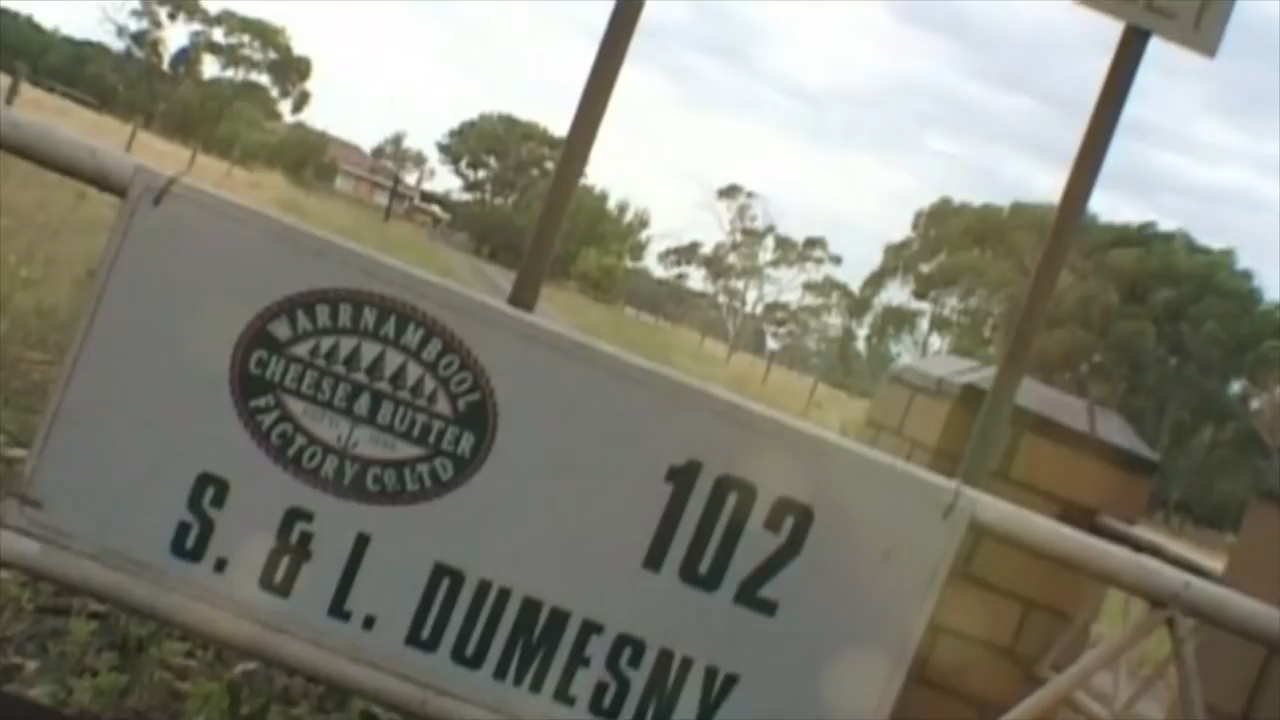 WARRNAMBOOL
CHEESE & BUTTER
FACTORY CO. LTD
102
S. & L. DUMESNY